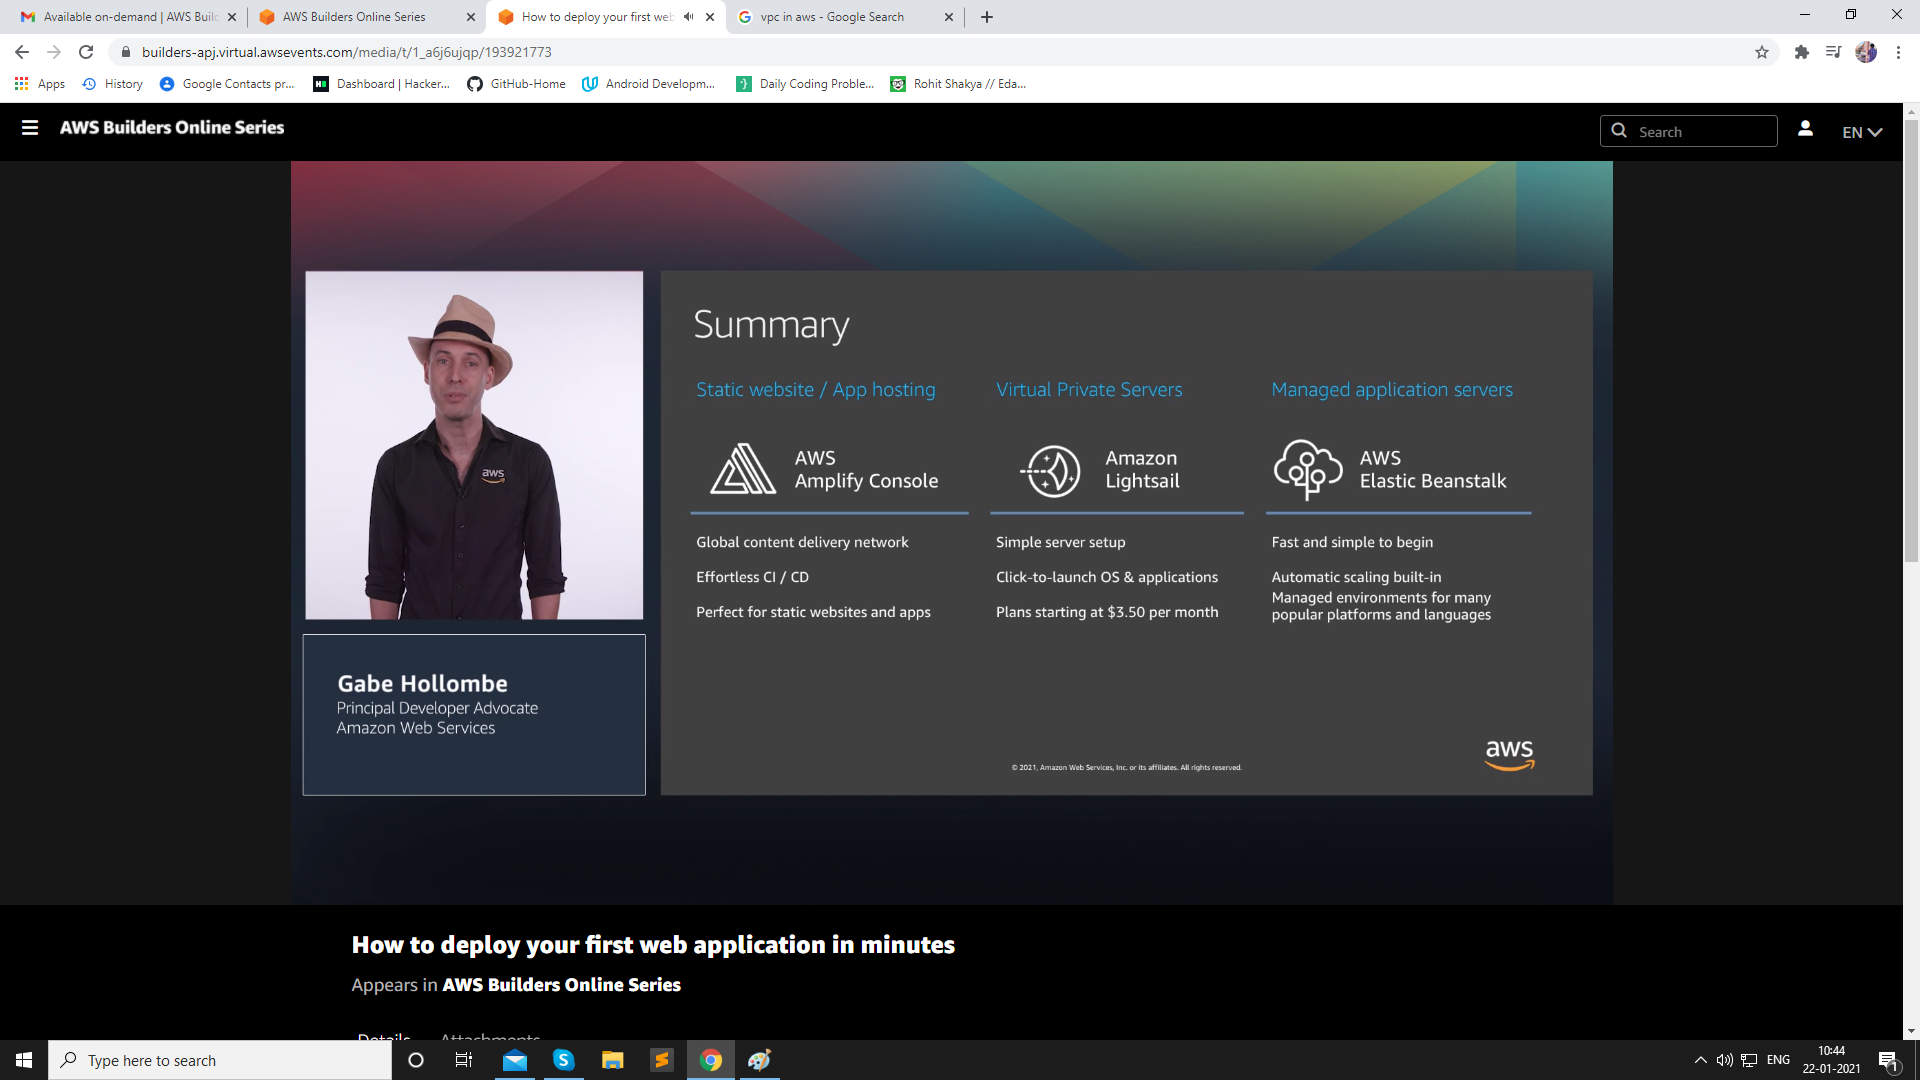 Available on-demand | AWS Buil
AWS Builders Online Series
How to deploy your first web
vpc in aws - Google Search
builders-apj.virtual.awsevents.com/media/t/1_a6j6ujqp/193921773
Apps
History
Google Contacts pr...
Dashboard | Hacker...
GitHub-Home
Android Developm...
Daily Coding Proble...
Rohit Shakya // Eda...
AWS Builders Online Series
Search
EN
Summary
Static website / App hosting
Virtual Private Servers
Managed application servers
AWS
Amplify Console
Amazon
Lightsail
AWS
Elastic Beanstalk
Global content delivery network
Effortless CI / CD
Perfect for static websites and apps
Simple server setup
Click-to-launch OS & applications
Plans starting at $3.50 per month
Fast and simple to begin
Automatic scaling built-in
Managed environments for many
popular platforms and languages
aws
Gabe Hollombe
Principal Developer Advocate
Amazon Web Services
© 2021, Amazon Web Services, Inc. or its affiliates. All rights reserved.
aws
How to deploy your first web application in minutes
Appears in AWS Builders Online Series
Details
Attachments
Type here to search
ENG
10:44
22-01-2021
1